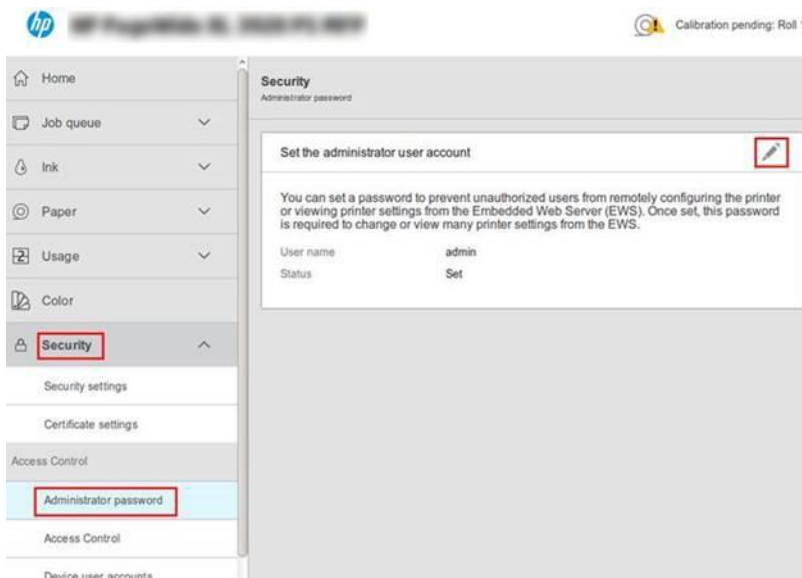 hp
Calibration pending: Roll
Home
Job queue
Ink
Paper
Usage
Color
Security
Security settings
Certificate settings
Access Control
Administrator password
Access Control
Device user accounts
Security
Administrator password
Set the administrator user account
You can set a password to prevent unauthorized users from remotely configuring the printer
or viewing printer settings from the Embedded Web Server (EWS). Once set, this password
is required to change or view many printer settings from the EWS.
User name admin
Status Set